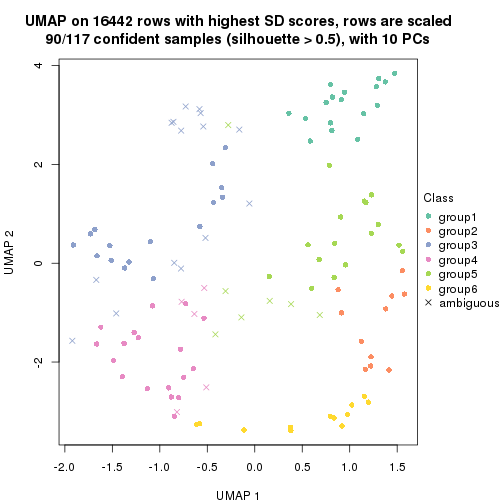 UMAP on 16442 rows with highest SD scores, rows are scaled
90/117 confident samples (silhouette > 0.5), with 10 PCs
4
2
0
-2
UMAP 2
-2.0 -1.5 -1.0 -0.5 0.0 0.5 1.0 1.5
UMAP 1
Class
group1
group2
group3
group4
group5
group6
ambiguous